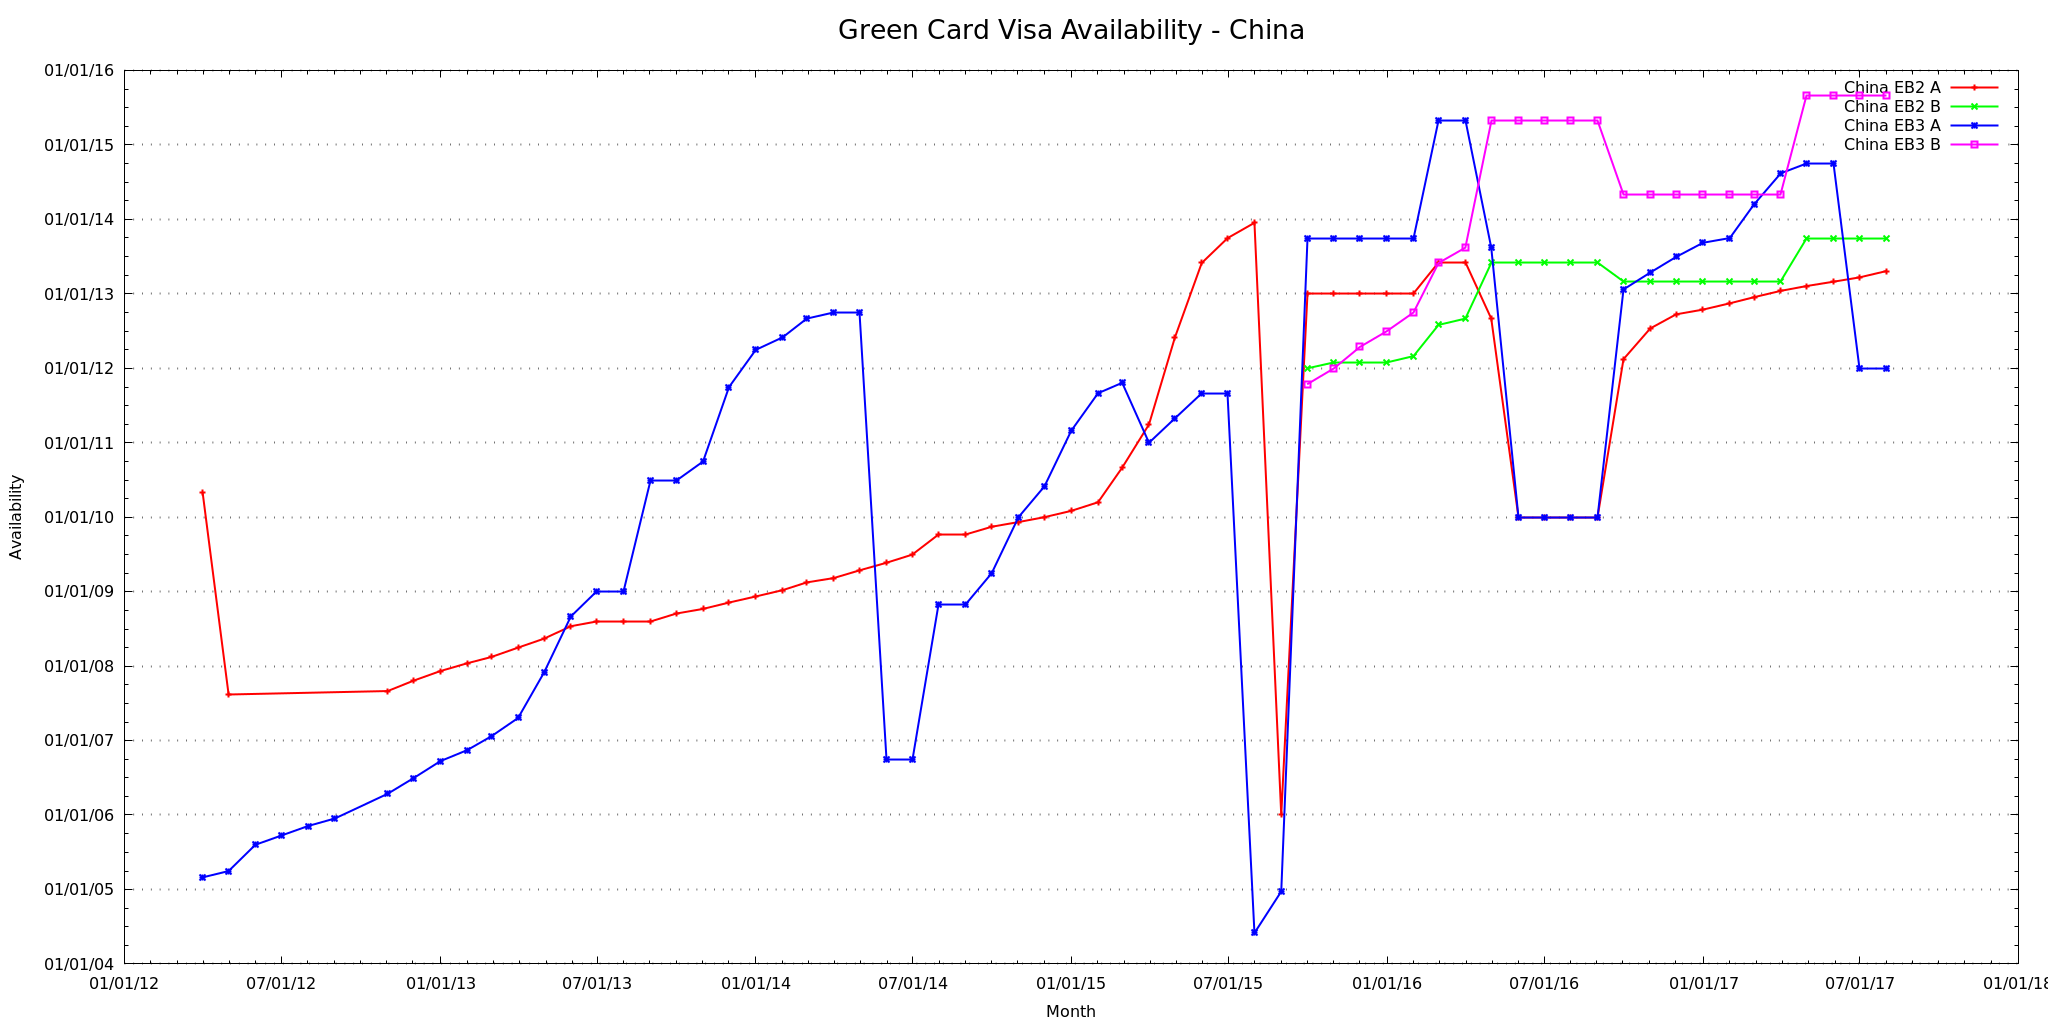 Green Card Visa Availability - China
01/01/16
01/01/15
01/01/14
01/01/13
01/01/12
01/01/11
01/01/10
01/01/09
01/01/08
01/01/07
01/01/06
01/01/05
01/01/04
Availability
China EB2 A
China EB2 B
China EB3 A
China EB3 B
01/01/12 07/01/12 01/01/13 07/01/13 01/01/14 07/01/14 01/01/15 07/01/15 01/01/16 07/01/16 01/01/17 07/01/17 01/01/18
Month